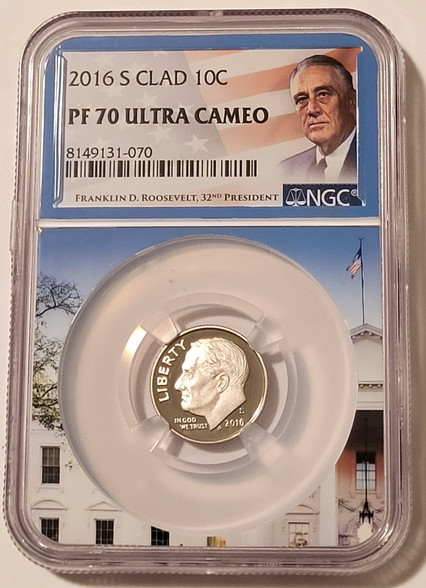 2016 S CLAD 10C
PF 70 ULTRA CAMEO
8149131-070
FRANKLIN D. ROOSEVELT, 32ND PRESIDENT
NGC®
LIBERTY
IN GOD
WE TRUST
S
2016